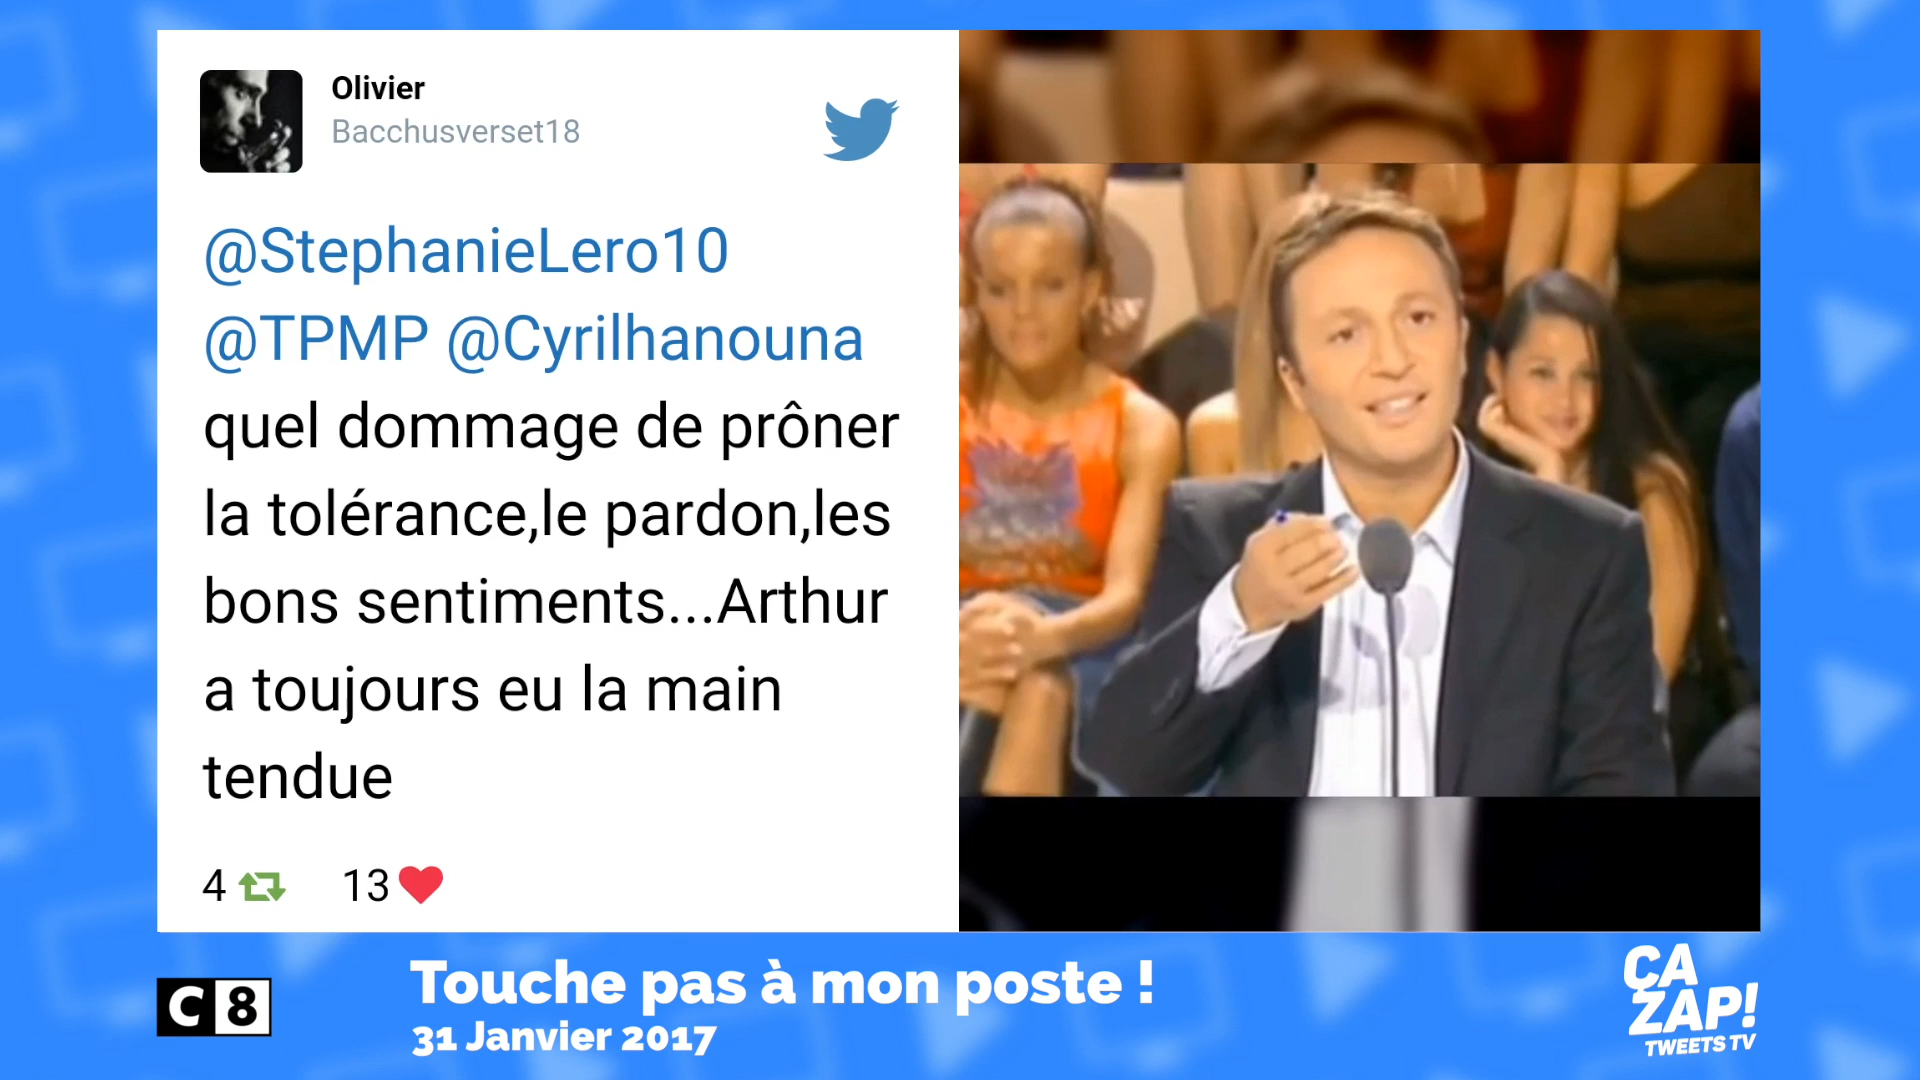 Olivier
Bacchusverset18
@StephanieLero10
@TPMP @Cyrilhanouna
quel dommage de prôner
la tolérance,le pardon,les
bons sentiments...Arthur
a toujours eu la main
tendue
4 13
C8
Touche pas à mon poste !
31 Janvier 2017
ÇA
ZAP!
TWEETS TV